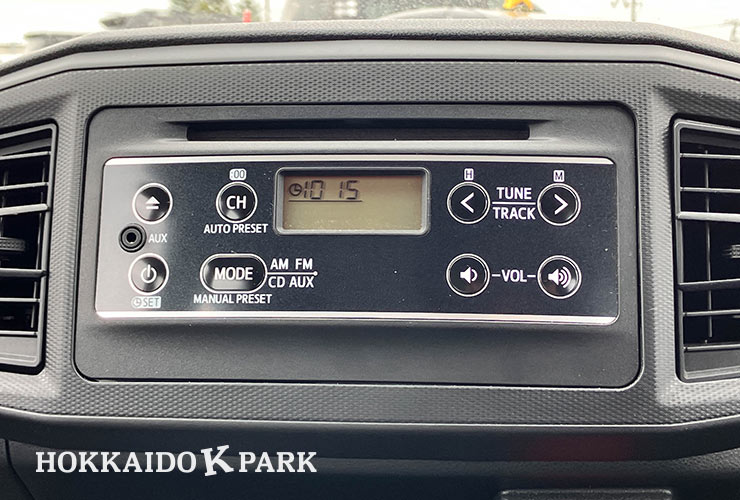 :00
H
M
1015
CH
TUNE
AUTO PRESET
TRACK
AUX
MODE
AM FM
CD AUX
VOL
SET
MANUAL PRESET
HOKKAIDO K PARK